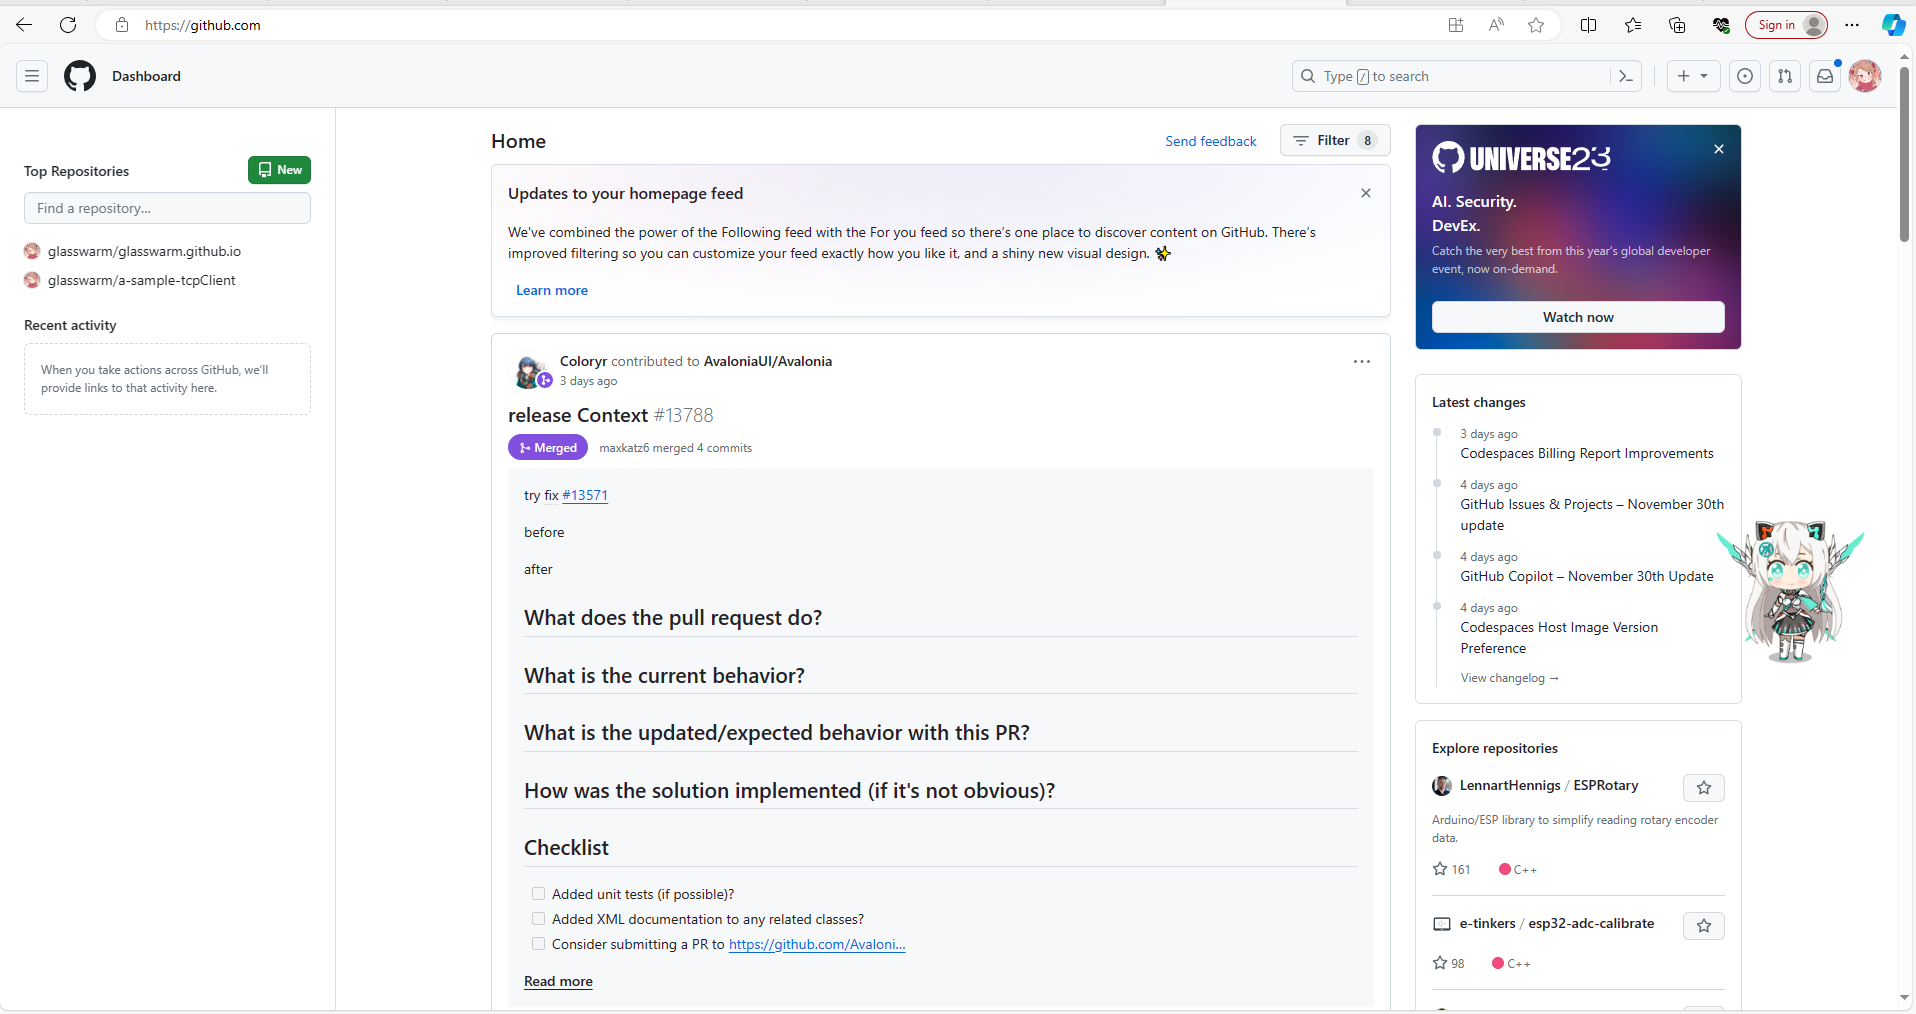 https://github.com
Sign in
Dashboard
Type / to search
Top Repositories
New
Find a repository...
glasswarm/glasswarm.github.io
glasswarm/a-sample-tcpClient
Recent activity
When you take actions across GitHub, we’ll
provide links to that activity here.
Home
Send feedback
Filter 8
Updates to your homepage feed
We've combined the power of the Following feed with the For you feed so there’s one place to discover content on GitHub. There’s
improved filtering so you can customize your feed exactly how you like it, and a shiny new visual design. ✨
Learn more
Coloryr contributed to AvaloniaUI/Avalonia
3 days ago
release Context #13788
Merged maxkatz6 merged 4 commits
try fix #13571
before
after
What does the pull request do?
What is the current behavior?
What is the updated/expected behavior with this PR?
How was the solution implemented (if it's not obvious)?
Checklist
Added unit tests (if possible)?
Added XML documentation to any related classes?
Consider submitting a PR to https://github.com/Avaloni...
Read more
UNIVERSE23
AI. Security.
DevEx.
Catch the very best from this year’s global developer
event, now on-demand.
Watch now
Latest changes
3 days ago
Codespaces Billing Report Improvements
4 days ago
GitHub Issues & Projects – November 30th
update
4 days ago
GitHub Copilot – November 30th Update
4 days ago
Codespaces Host Image Version
Preference
View changelog →
Explore repositories
LennartHennigs / ESPRotary
Arduino/ESP library to simplify reading rotary encoder
data.
161 C++
e-tinkers / esp32-adc-calibrate
98 C++